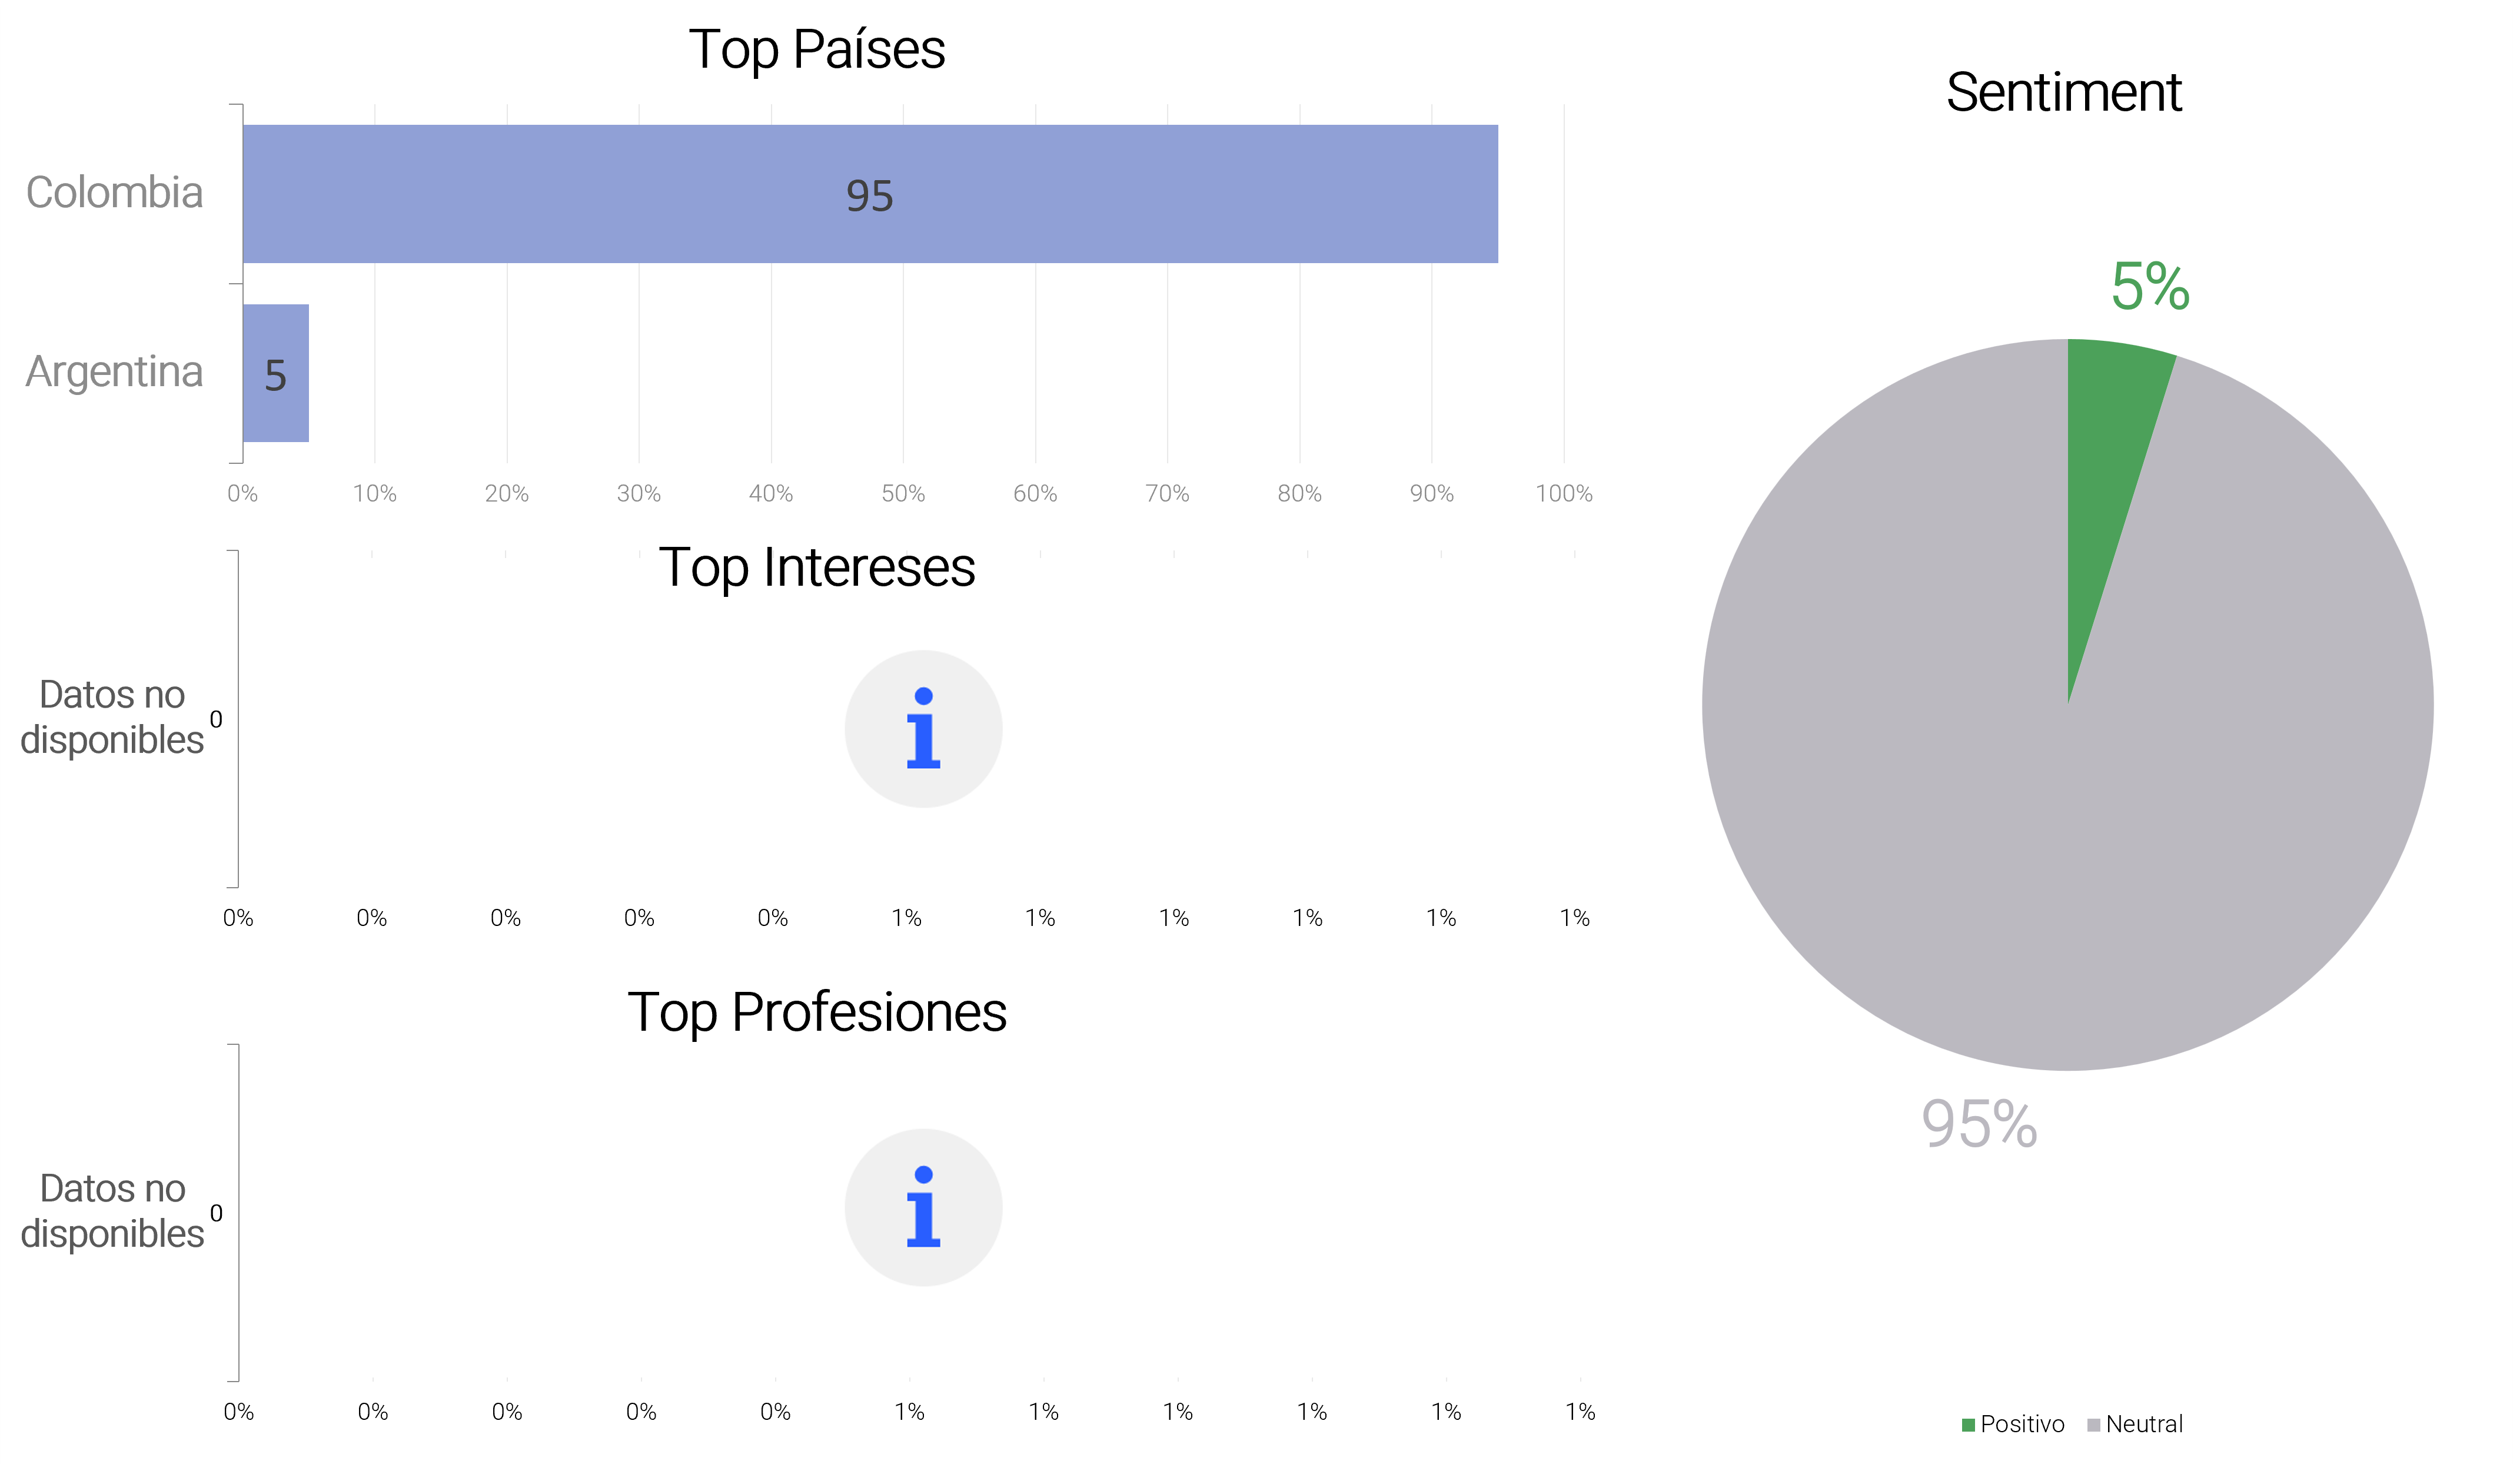 Top Países
Colombia
95
Argentina
5
0% 10% 20% 30% 40% 50% 60% 70% 80% 90% 100%
Top Intereses
Datos no
disponibles
0
0% 0% 0% 0% 0% 1% 1% 1% 1% 1% 1%
Top Profesiones
Datos no
disponibles
0
0% 0% 0% 0% 0% 1% 1% 1% 1% 1% 1%
Sentiment
5%
95%
Positivo Neutral